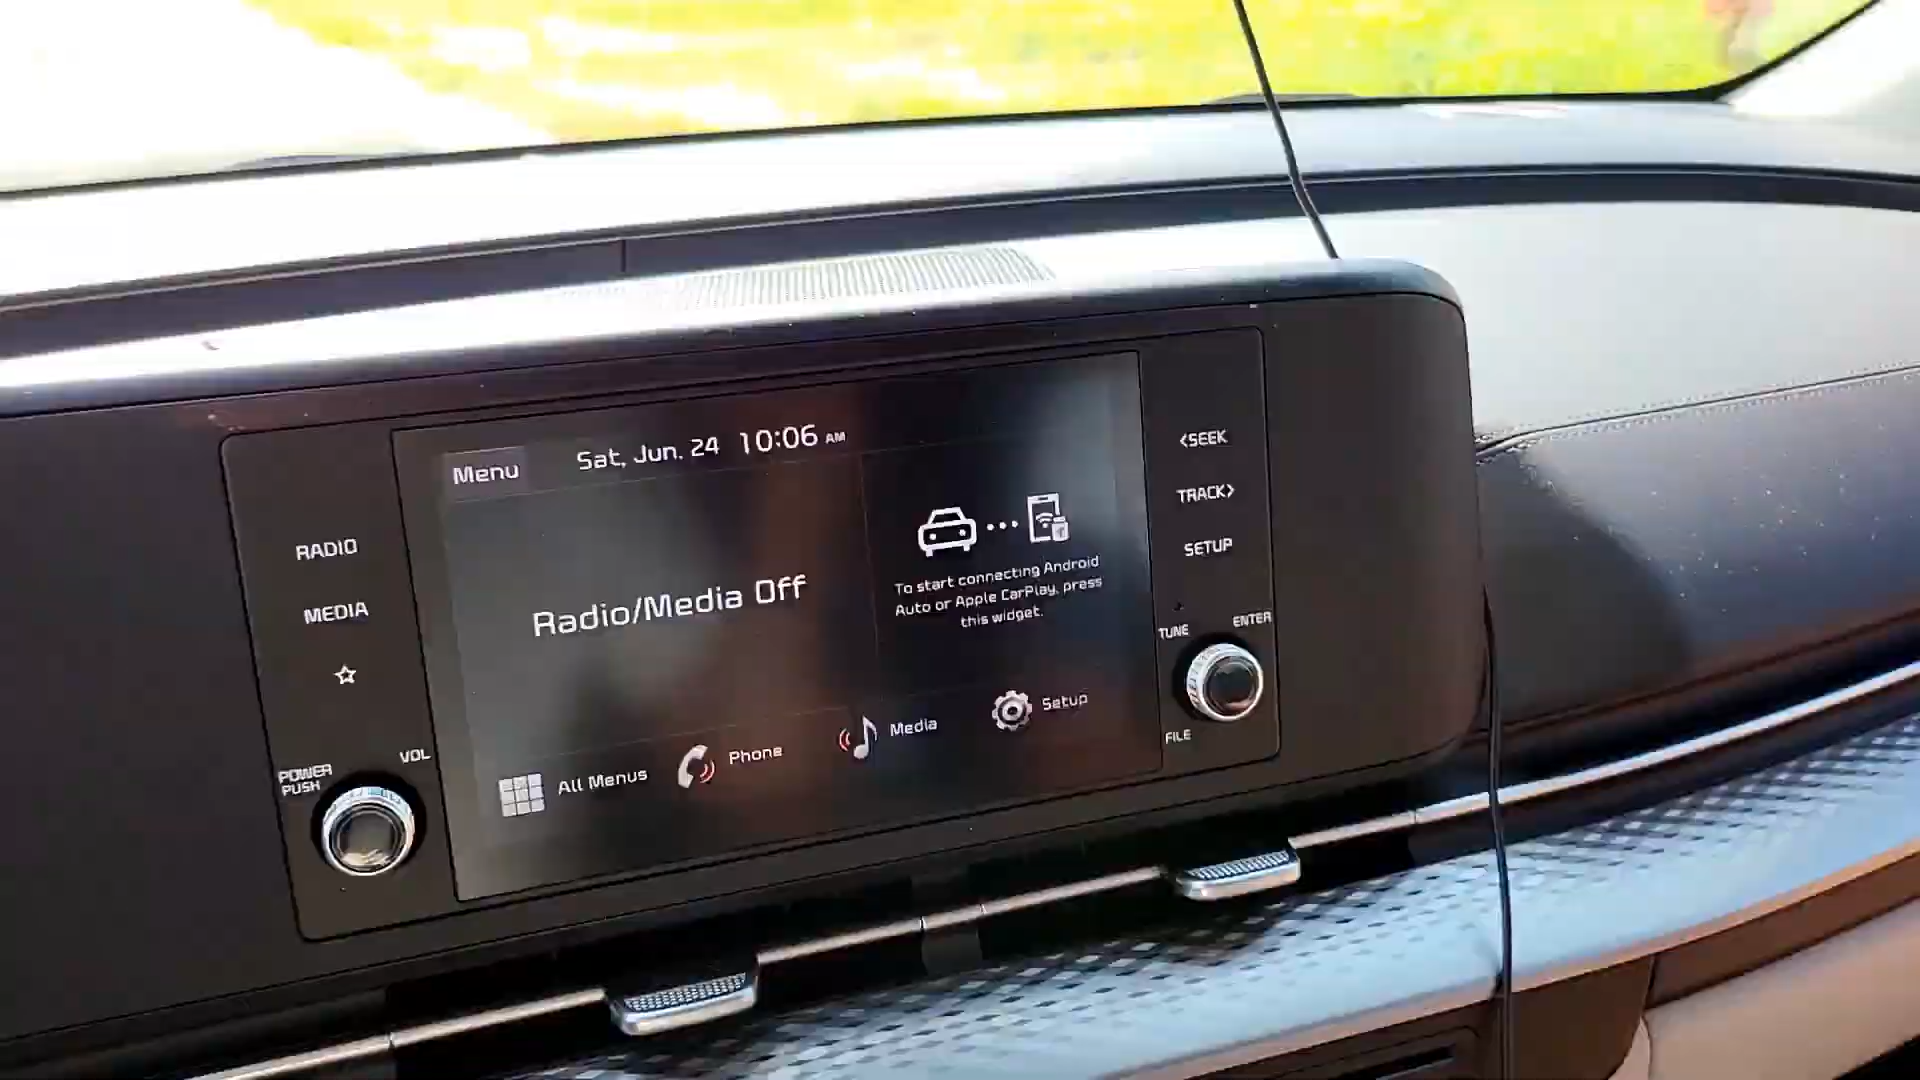 Menu
Sat, Jun. 24 10:06 AM
RADIO
MEDIA
POWER
PUSH
VOL
Radio/Media Off
To start connecting Android
Auto or Apple CarPlay, press
this widget.
All Menus
Phone
Media
Setup
<SEEK
TRACK>
SETUP
TUNE
ENTER
FILE